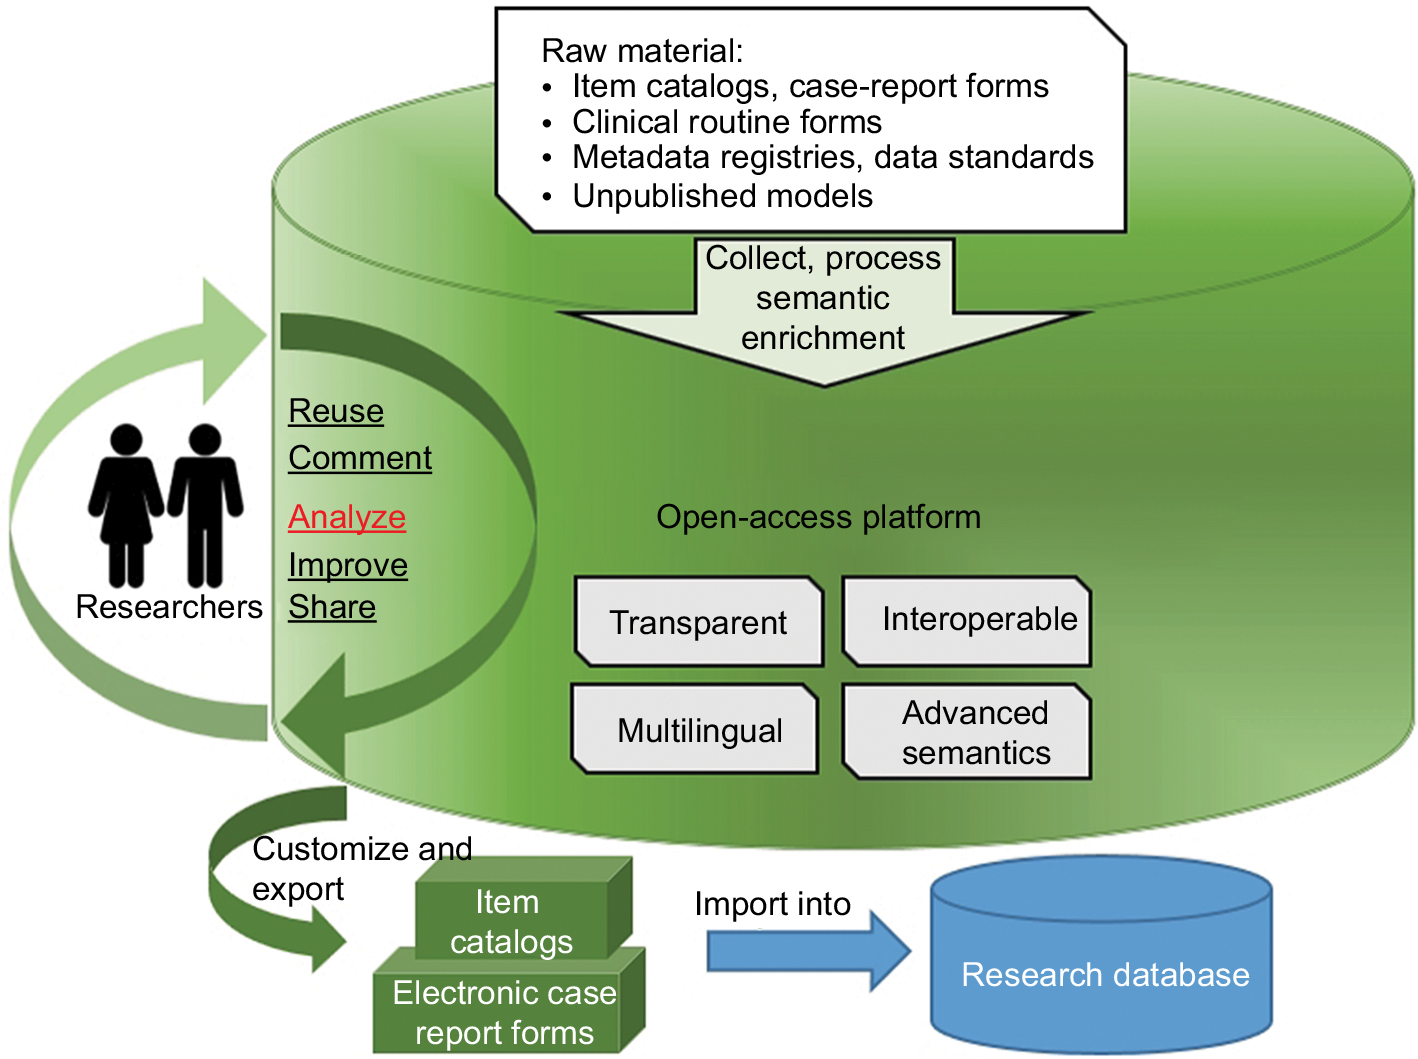 Raw material:
• Item catalogs, case-report forms
• Clinical routine forms
• Metadada registries, data standards
• Unpublished models
Collect, process
semantic
enrichment
Reuse
Comment
Analyze
Improve
Share
Researchers
Open-access platform
Transparent
Interoperable
Multilingual
Advanced
semantics
Customize and
export
Item
catalogs
Electronic case
report forms
Import into
Research database